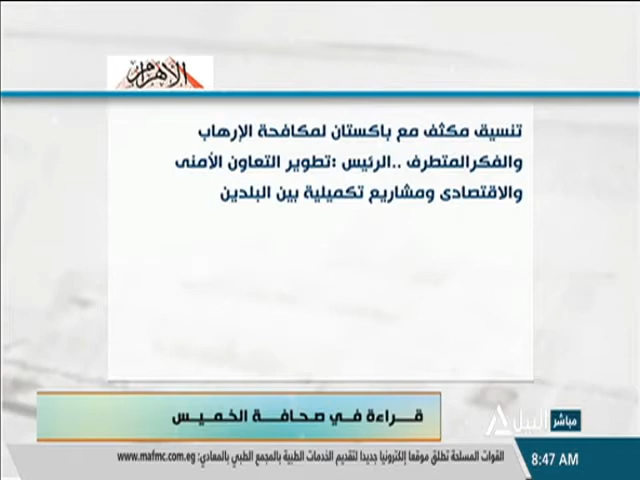 الأهرام
تنسيق مكثف مع باكستان لمكافحة الإرهاب
والفكرالمتطرف ..الرئيس :تطوير التعاون الأمنى
والاقتصادى ومشاريع تكميلية بين البلدين
قراءة في صحافة الخميس
النيل مباشر
القوات المسلحة تطلق موقعا إلكترونيا جديدا لتقديم الخدمات الطبية بالمجمع الطبي بالمعادي: www.mafmc.com.eg
8:47 AM